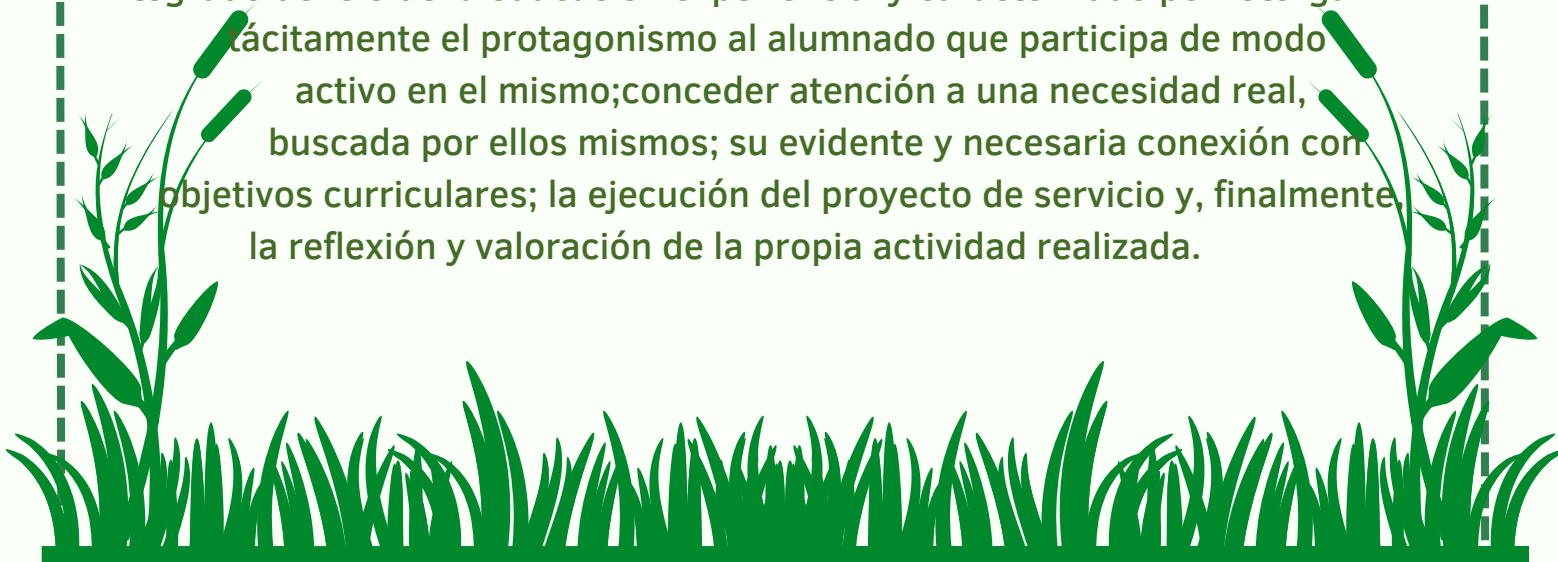 tácitamente el protagonismo al alumnado que participa de modo
activo en el mismo;conceder atención a una necesidad real,
buscada por ellos mismos; su evidente y necesaria conexión con
objetivos curriculares; la ejecución del proyecto de servicio y, finalmente,
la reflexión y valoración de la propia actividad realizada.